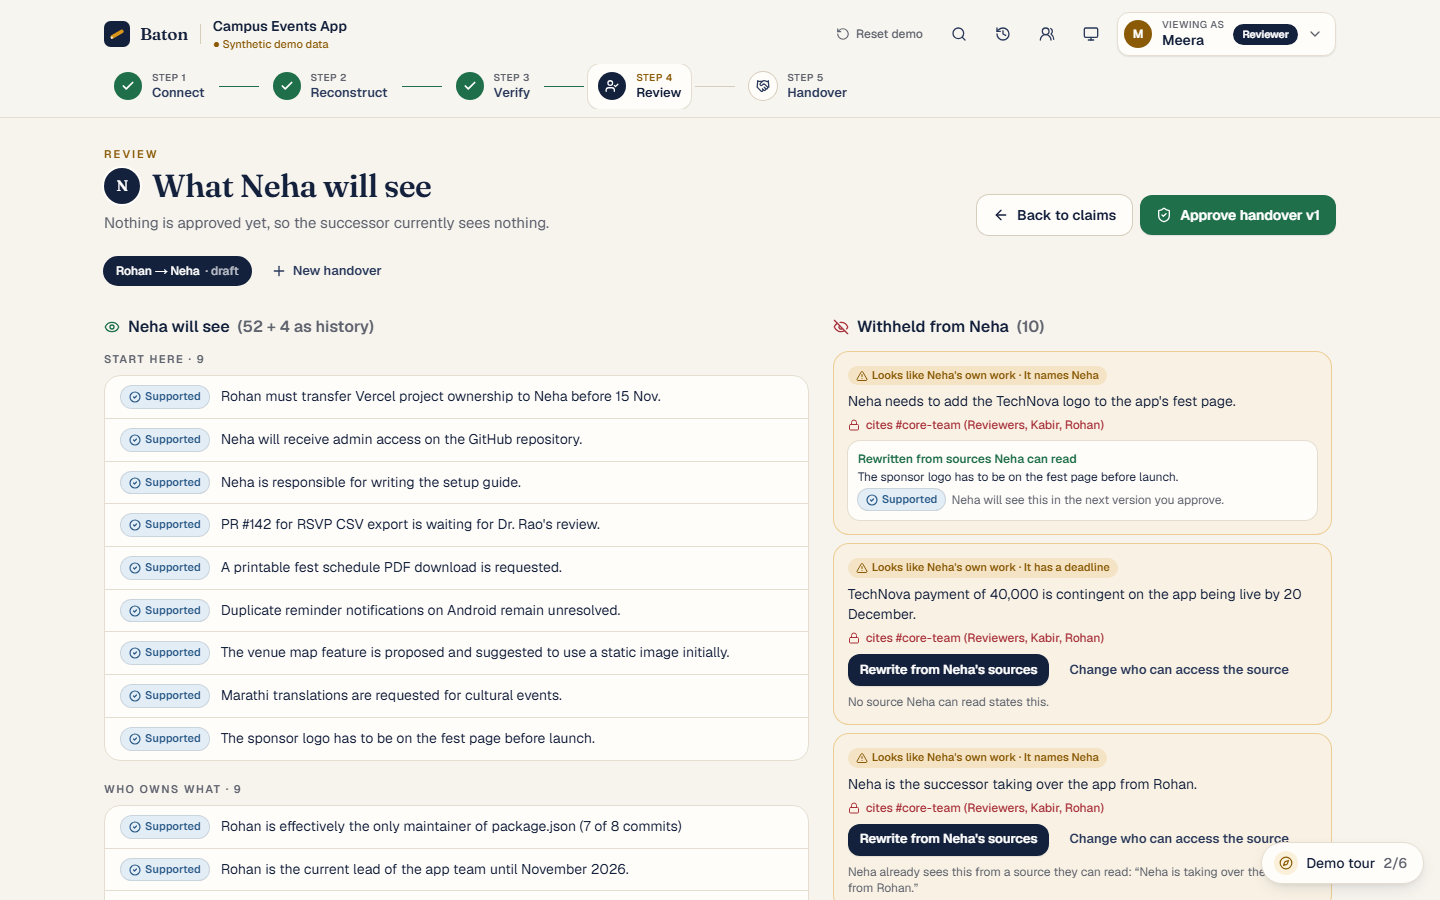 Baton
Campus Events App
Synthetic demo data
Reset demo
M
VIEWING AS
Meera
Reviewer
STEP 1
Connect
STEP 2
Reconstruct
STEP 3
Verify
STEP 4
Review
STEP 5
Handover
REVIEW
N
What Neha will see
Nothing is approved yet, so the successor currently sees nothing.
Back to claims
Approve handover v1
Rohan → Neha · draft
New handover
Neha will see (52 + 4 as history)
START HERE · 9
Supported Rohan must transfer Vercel project ownership to Neha before 15 Nov.
Supported Neha will receive admin access on the GitHub repository.
Supported Neha is responsible for writing the setup guide.
Supported PR #142 for RSVP CSV export is waiting for Dr. Rao's review.
Supported A printable fest schedule PDF download is requested.
Supported Duplicate reminder notifications on Android remain unresolved.
Supported The venue map feature is proposed and suggested to use a static image initially.
Supported Marathi translations are requested for cultural events.
Supported The sponsor logo has to be on the fest page before launch.
WHO OWNS WHAT · 9
Supported Rohan is effectively the only maintainer of package.json (7 of 8 commits)
Supported Rohan is the current lead of the app team until November 2026.
Withheld from Neha (10)
Looks like Neha's own work · It names Neha
Neha needs to add the TechNova logo to the app's fest page.
cites #core-team (Reviewers, Kabir, Rohan)
Rewritten from sources Neha can read
The sponsor logo has to be on the fest page before launch.
Supported Neha will see this in the next version you approve.
Looks like Neha's own work · It has a deadline
TechNova payment of 40,000 is contingent on the app being live by 20
December.
cites #core-team (Reviewers, Kabir, Rohan)
Rewrite from Neha's sources
Change who can access the source
No source Neha can read states this.
Looks like Neha's own work · It names Neha
Neha is the successor taking over the app from Rohan.
cites #core-team (Reviewers, Kabir, Rohan)
Rewrite from Neha's sources
Change who can access the source
Neha already sees this from a source they can read: “Neha is taking over the
from Rohan.”
Demo tour 2/6